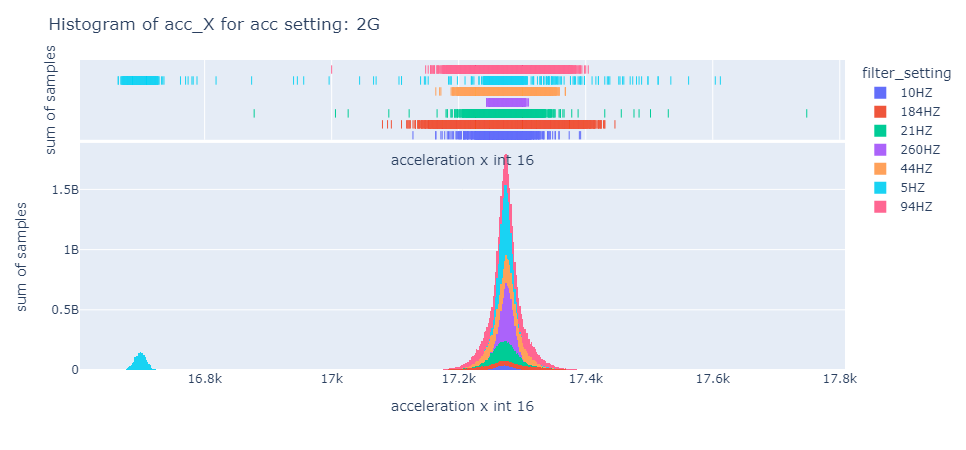 Histogram of acc_X for acc setting: 2G
sum of samples
acceleration x int 16
sum of samples
1.5B
1B
0.5B
0
16.8k
17k
17.2k
17.4k
17.6k
17.8k
acceleration x int 16
filter_setting
10HZ
184HZ
21HZ
260HZ
44HZ
5HZ
94HZ